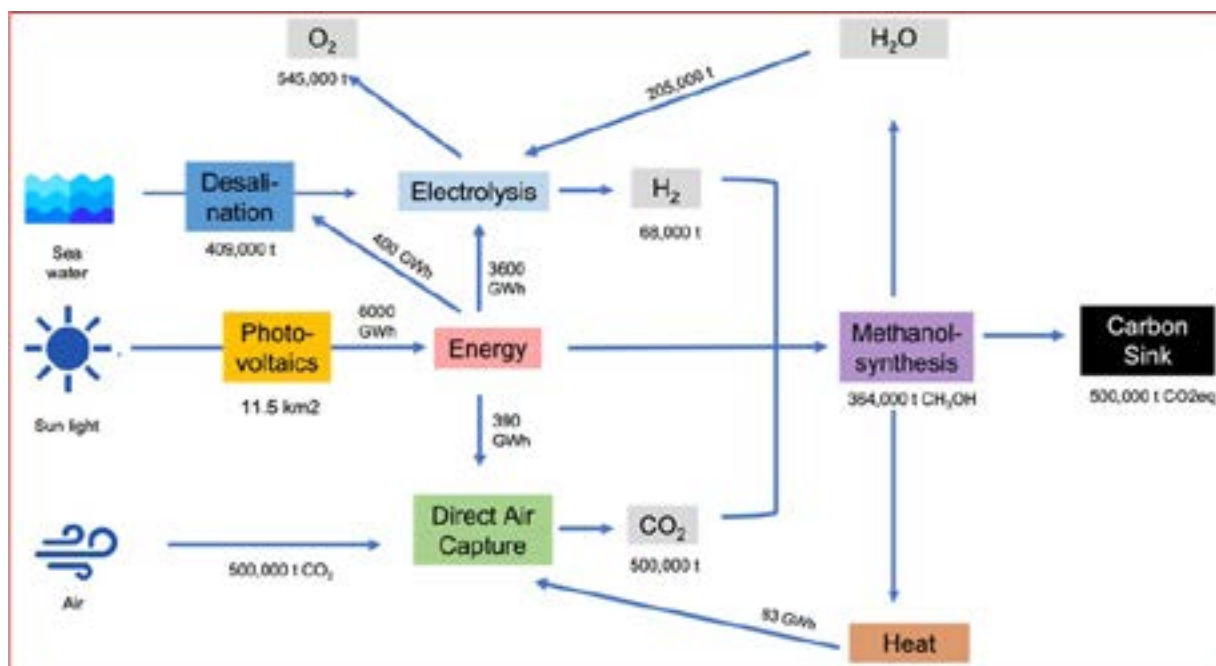 O₂
545,000 t
H₂O
205,000 t
Desali-
nation
409,000 t
Electrolysis
H₂
68,000 t
Sea
water
400 GWh
3600
GWh
6000
GWh
Photo-
voltaics
11.5 km2
Energy
Methanol-
synthesis
364,000 t CH₃OH
Carbon
Sink
500,000 t CO2eq
Sun light
390
GWh
Direct Air
Capture
CO₂
500,000 t
500,000 t CO₂
Air
83 GWh
Heat